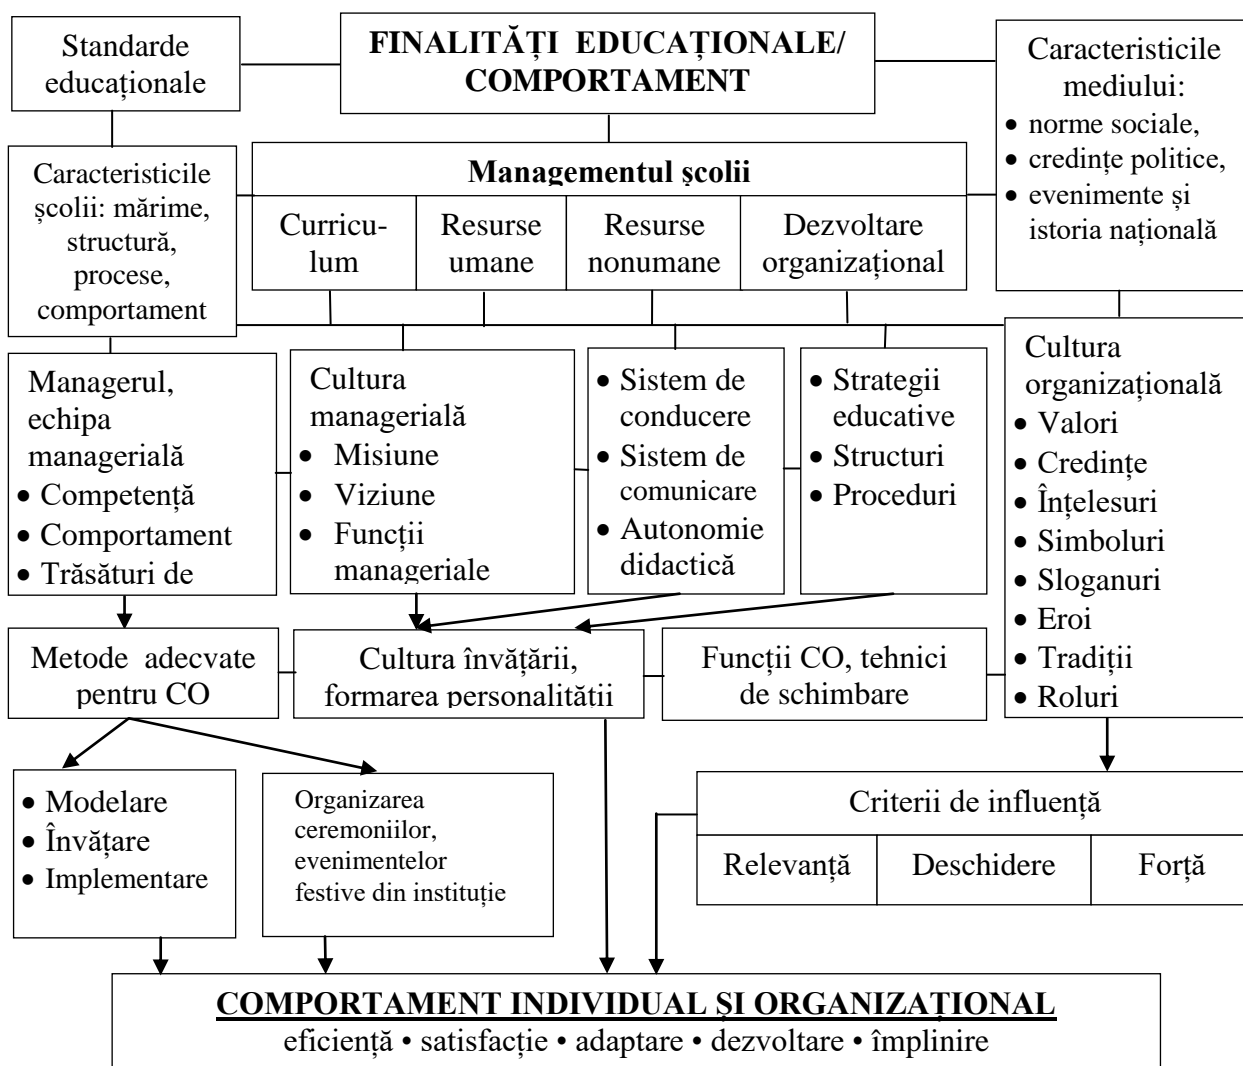 Standarde
educaționale
FINALITĂȚI EDUCAȚIONALE/
COMPORTAMENT
Caracteristicile
mediului:
• norme sociale,
• credințe politice,
• evenimente și
istoria națională
Caracteristicile
școlii: mărime,
structură,
procese,
comportament
Managementul școlii
Curricu-
lum
Resurse
umane
Resurse
nonumane
Dezvoltare
organizațional
Managerul,
echipa
managerială
• Competență
• Comportament
• Trăsături de
Cultura
managerială
• Misiune
• Viziune
• Funcții
manageriale
• Sistem de
conducere
• Sistem de
comunicare
• Autonomie
didactică
• Strategii
educative
• Structuri
• Proceduri
Cultura
organizațională
• Valori
• Credințe
• Înțelesuri
• Simboluri
• Sloganuri
• Eroi
• Tradiții
• Roluri
Metode adecvate
pentru CO
Cultura învățării,
formarea personalității
Funcții CO, tehnici
de schimbare
• Modelare
• Învățare
• Implementare
Organizarea
ceremoniilor,
evenimentelor
festive din instituție
Criterii de influență
Relevanță
Deschidere
Forță
COMPORTAMENT INDIVIDUAL ȘI ORGANIZAȚIONAL
eficiență • satisfacție • adaptare • dezvoltare • împlinire